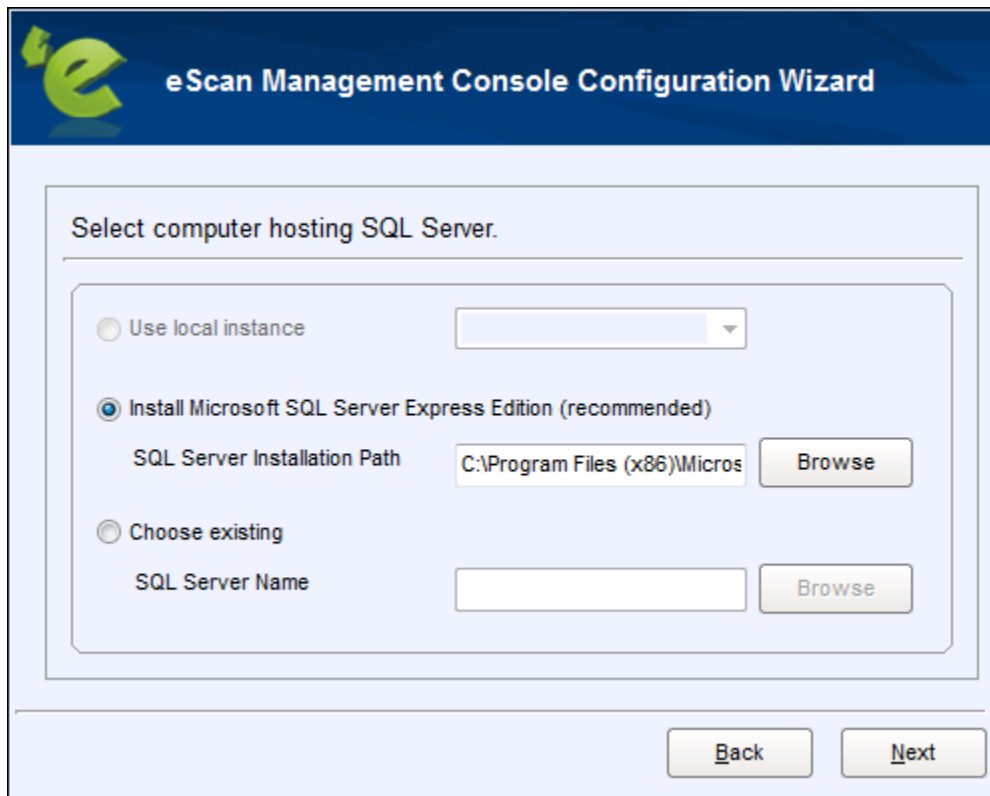 eScan Management Console Configuration Wizard
Select computer hosting SQL Server.
Use local instance
Install Microsoft SQL Server Express Edition (recommended)
SQL Server Installation Path C:\Program Files (x86)\Micros Browse
Choose existing
SQL Server Name Browse
Back Next